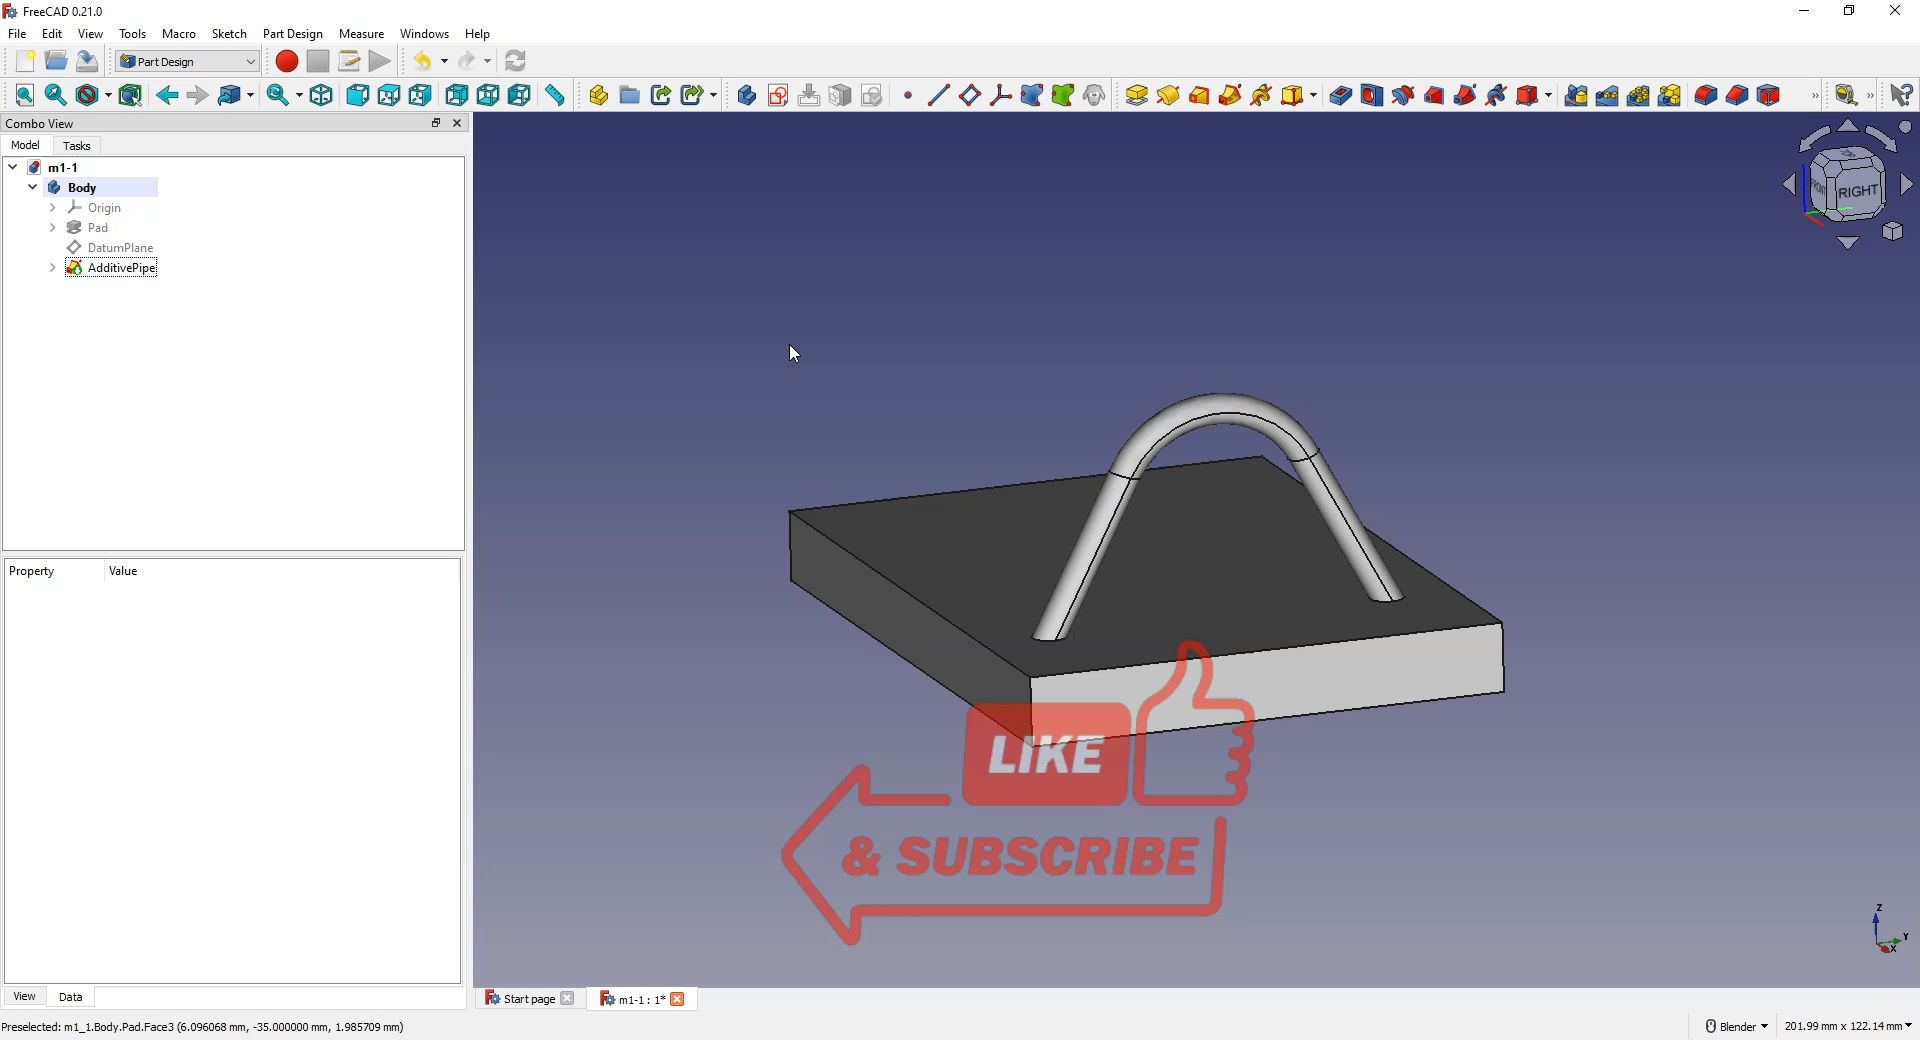 FreeCAD 0.21.0
File Edit View Tools Macro Sketch Part Design Measure Windows Help
Part Design
Combo View
Model Tasks
m1-1
Body
Origin
Pad
DatumPlane
AdditivePipe
RIGHT
FRONT
Property Value
LIKE
& SUBSCRIBE
Z
Y
X
View Data
Start page
m1-1 : 1*
Preselected: m1_1.Body.Pad.Face3 (6.096068 mm, -35.000000 mm, 1.985709 mm)
Blender
201.99 mm x 122.14 mm